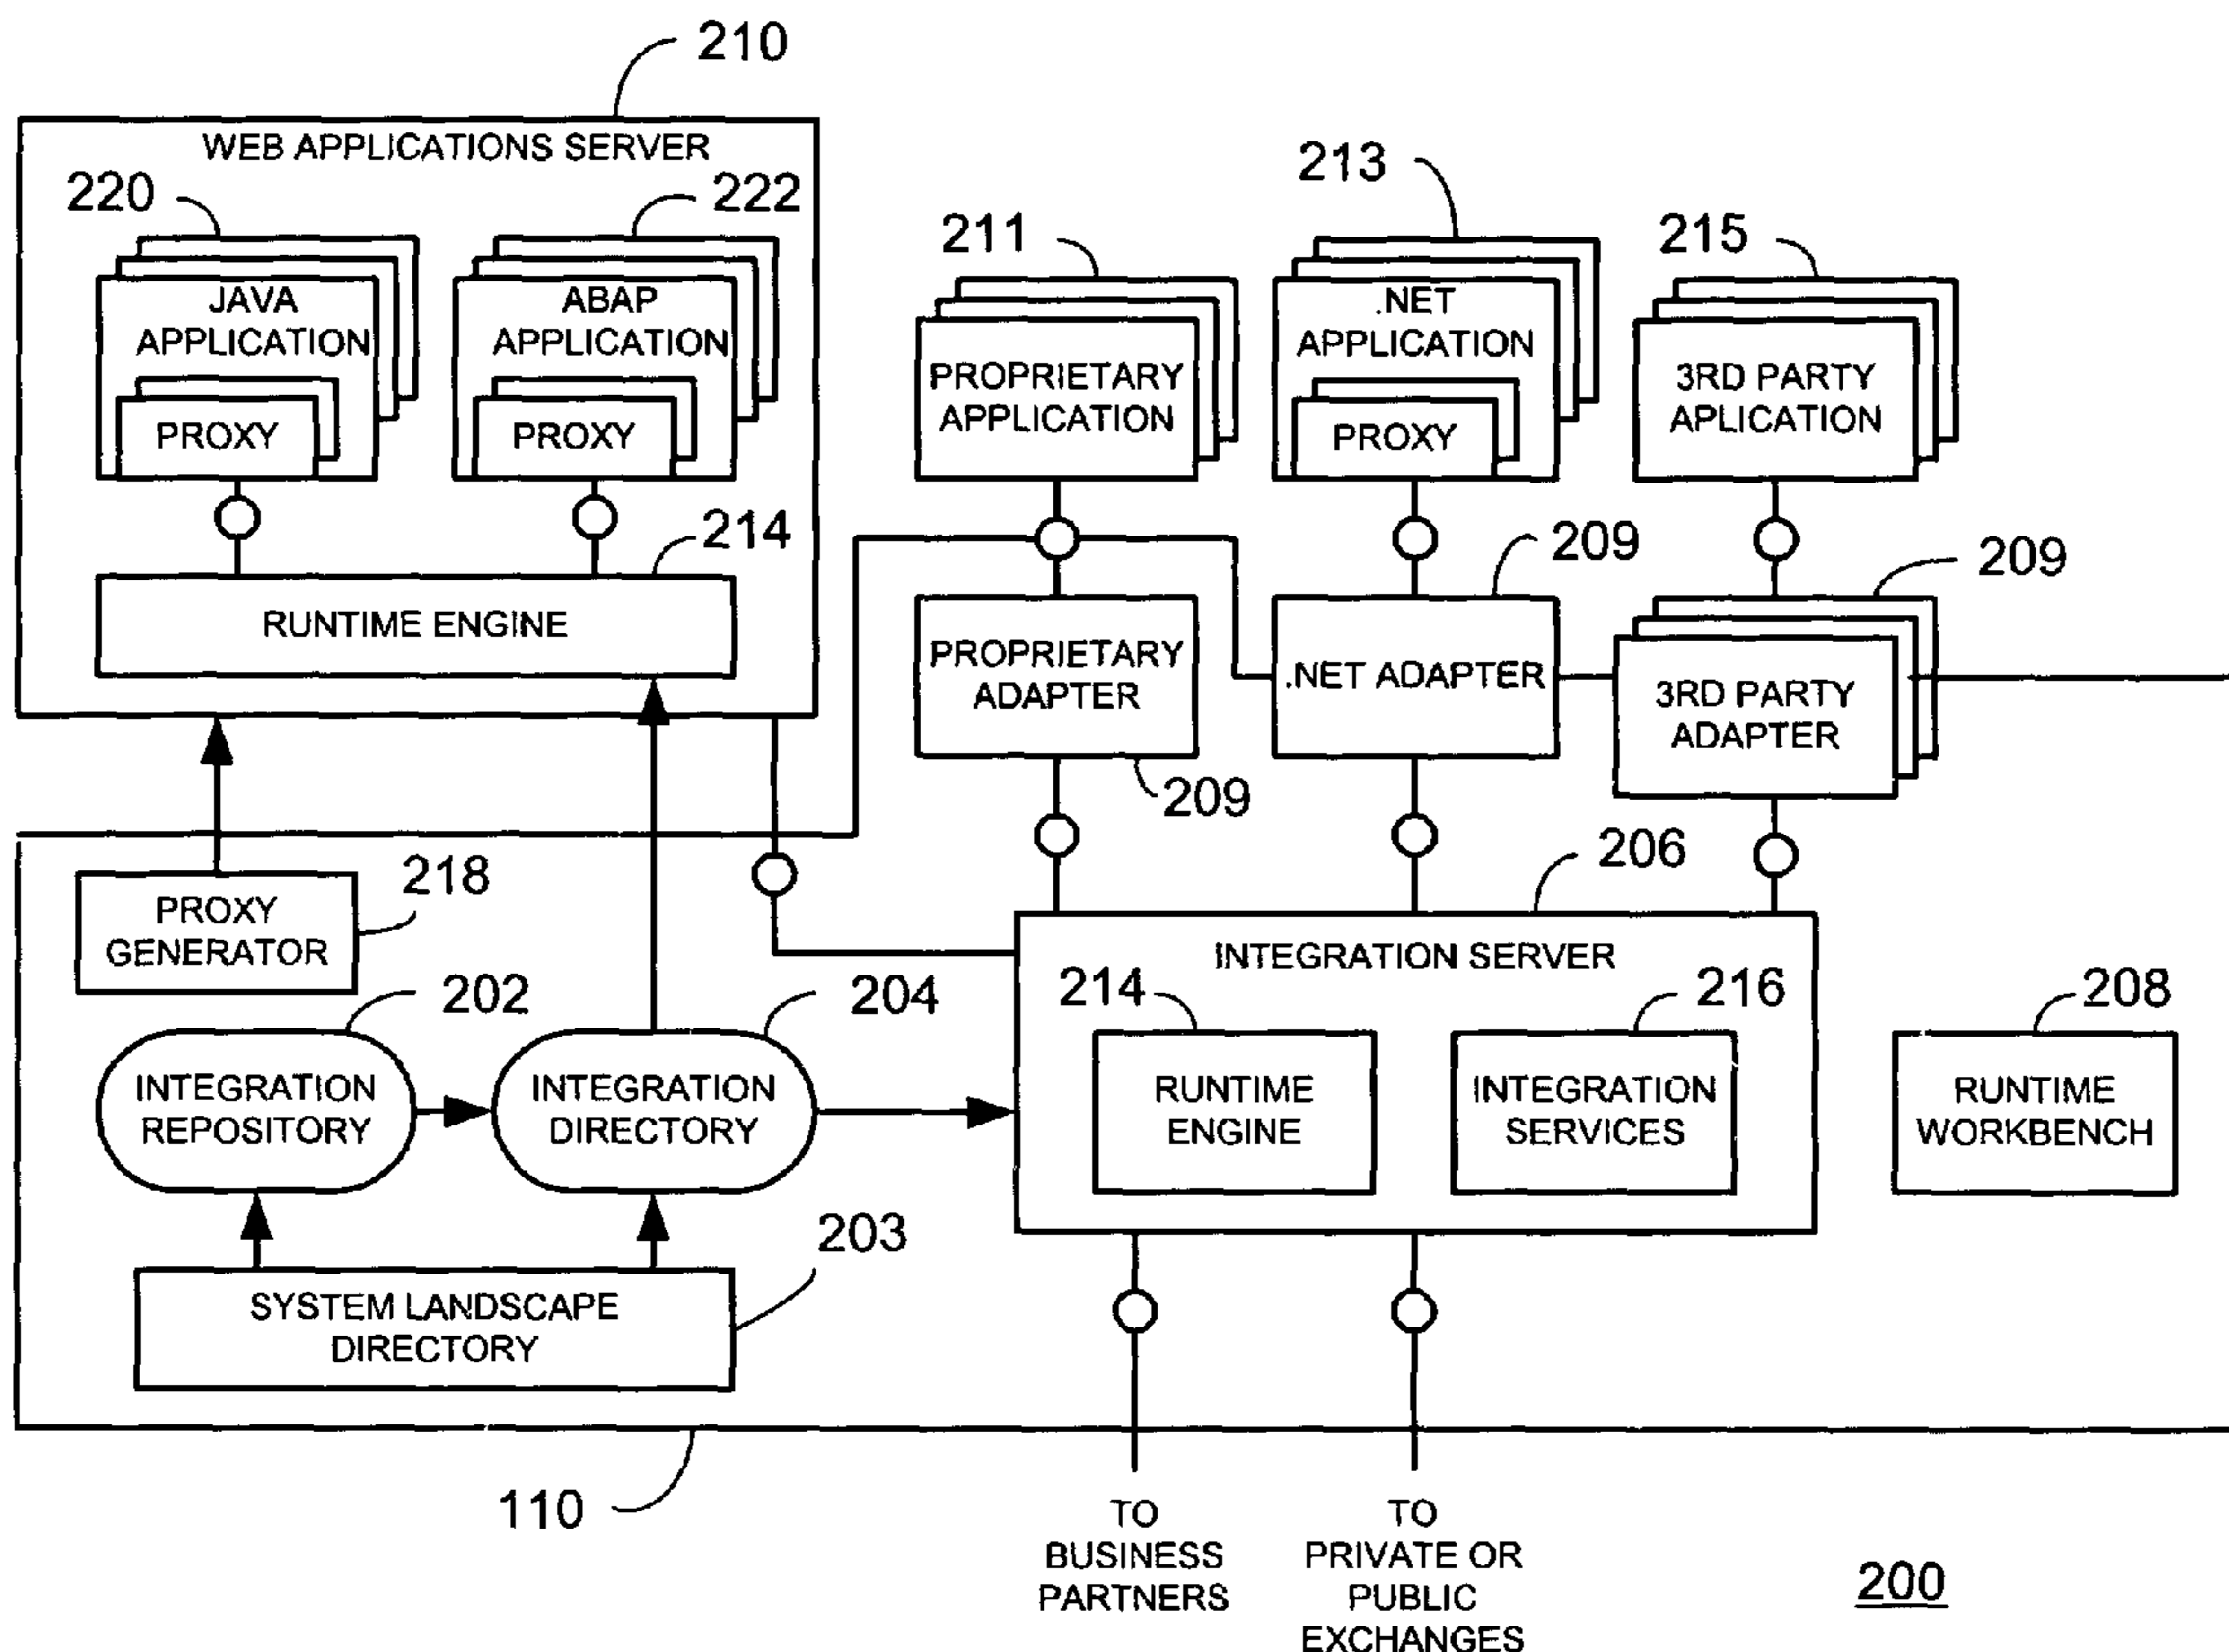 210
WEB APPLICATIONS SERVER
220
222
JAVA
APPLICATION
PROXY
ABAP
APPLICATION
PROXY
214
RUNTIME ENGINE
211
PROPRIETARY
APPLICATION
213
.NET
APPLICATION
PROXY
215
3RD PARTY
APLICATION
PROPRIETARY
ADAPTER
209
209
.NET ADAPTER
209
3RD PARTY
ADAPTER
218
PROXY
GENERATOR
202
INTEGRATION
REPOSITORY
204
INTEGRATION
DIRECTORY
203
SYSTEM LANDSCAPE
DIRECTORY
206
INTEGRATION SERVER
214
RUNTIME
ENGINE
216
INTEGRATION
SERVICES
208
RUNTIME
WORKBENCH
110
TO
BUSINESS
PARTNERS
TO
PRIVATE OR
PUBLIC
EXCHANGES
200